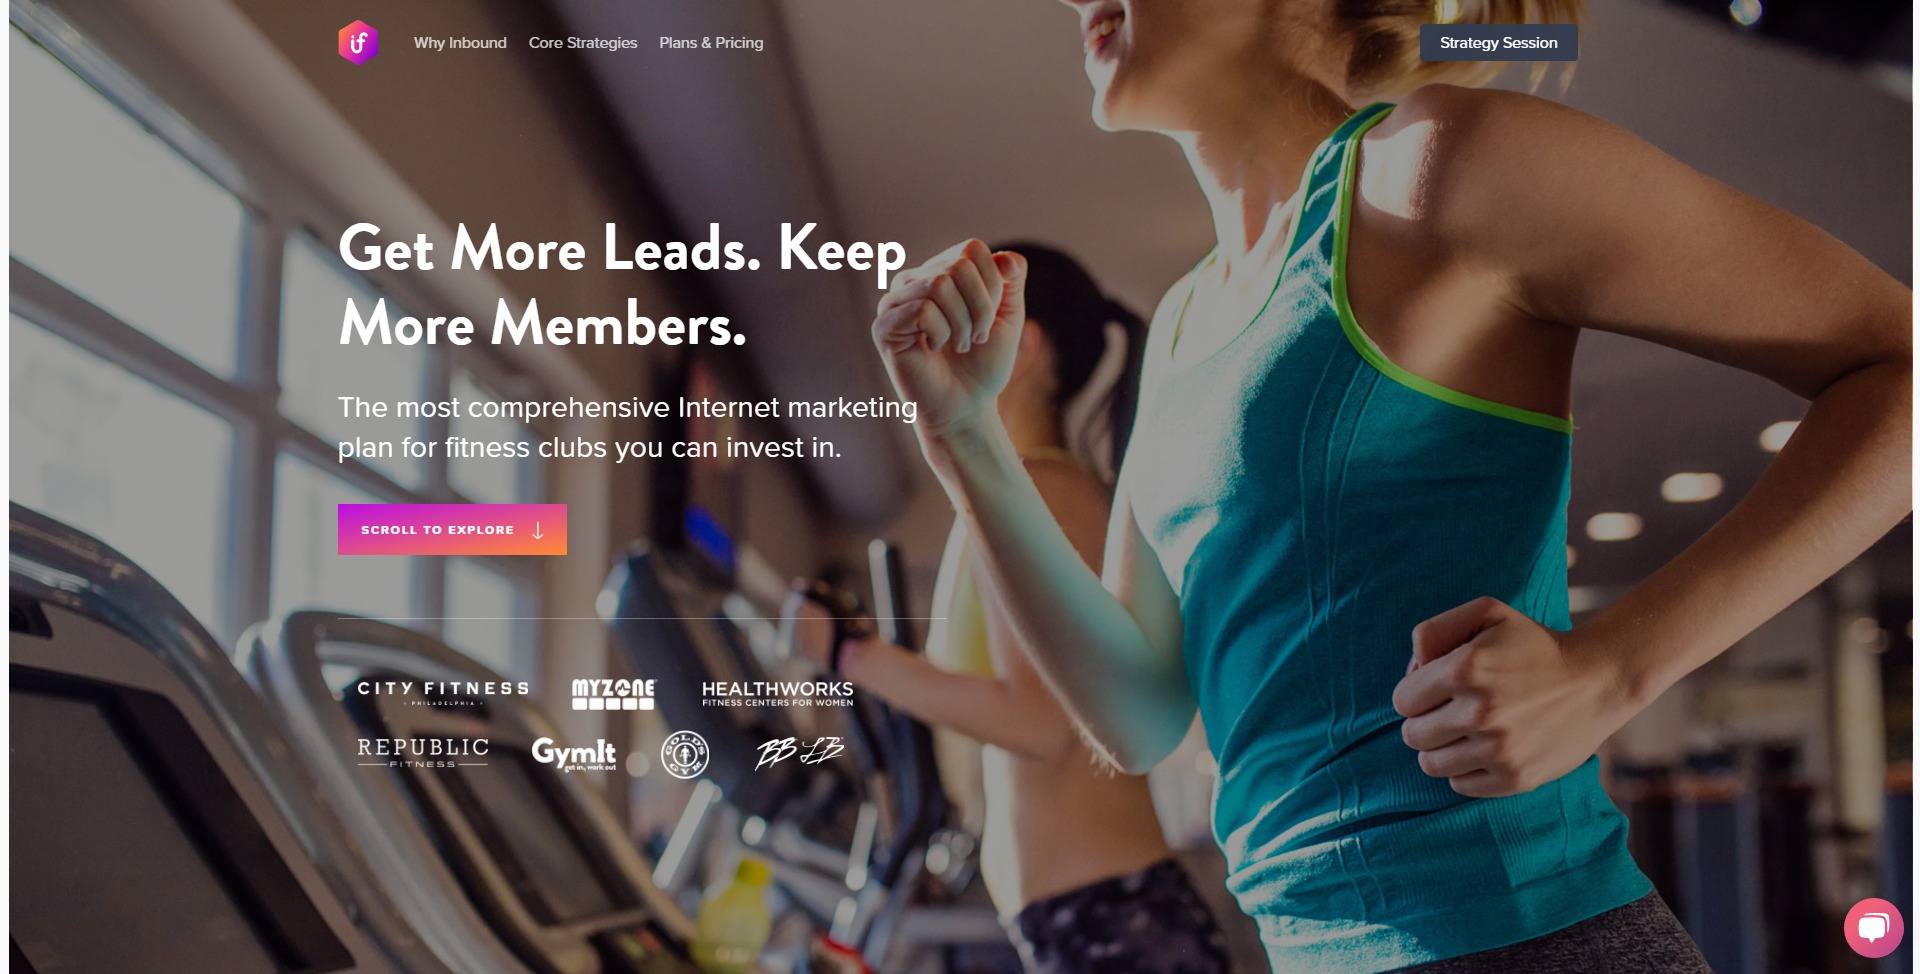 if
Why Inbound
Core Strategies
Plans & Pricing
Strategy Session
Get More Leads. Keep
More Members.
The most comprehensive Internet marketing
plan for fitness clubs you can invest in.
SCROLL TO EXPLORE
CITY FITNESS
PHILADELPHIA
MYZONE
HEALTHWORKS
FITNESS CENTERS FOR WOMEN
REPUBLIC
FITNESS
GymIt
get in, work out
GOLD'S
GYM
BB LB